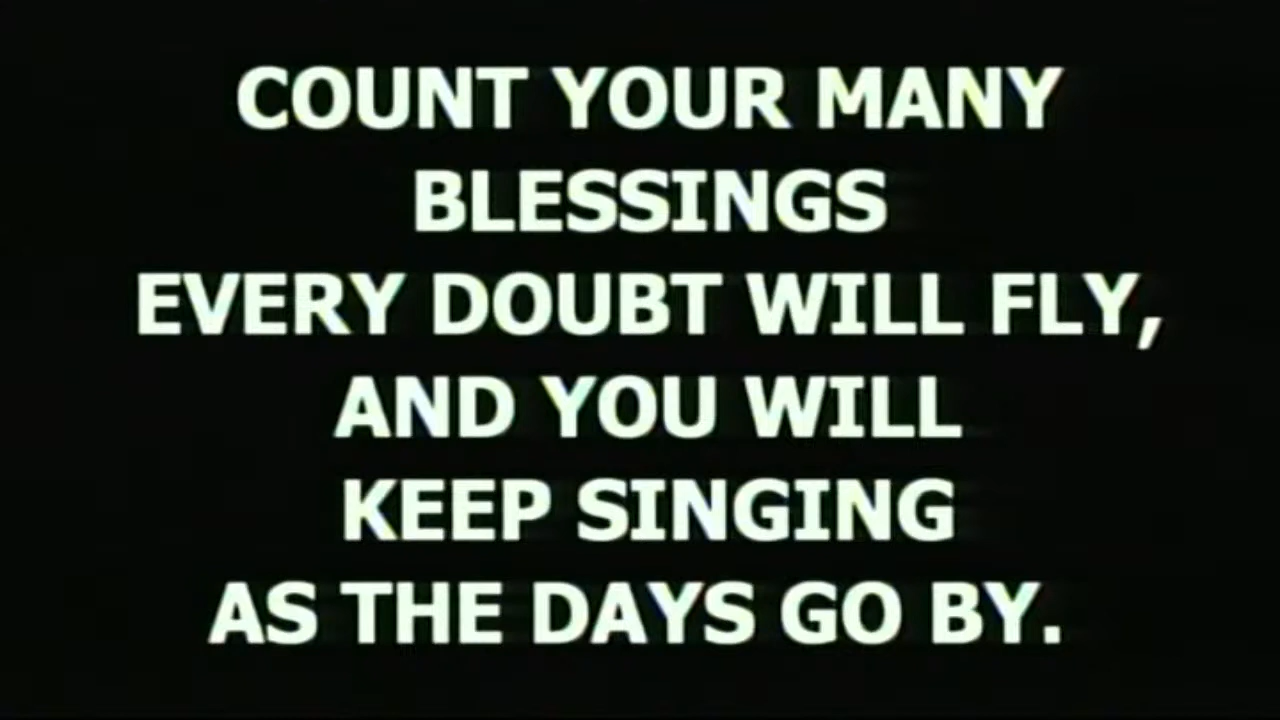 COUNT YOUR MANY
BLESSINGS
EVERY DOUBT WILL FLY,
AND YOU WILL
KEEP SINGING
AS THE DAYS GO BY.